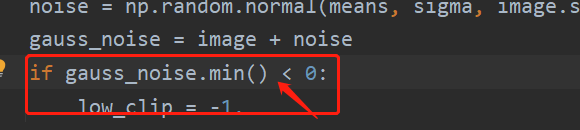 noise = np.random.normal(means, sigma, image.s
gauss_noise = image + noise
if gauss_noise.min() < 0:
low_clip = -1.